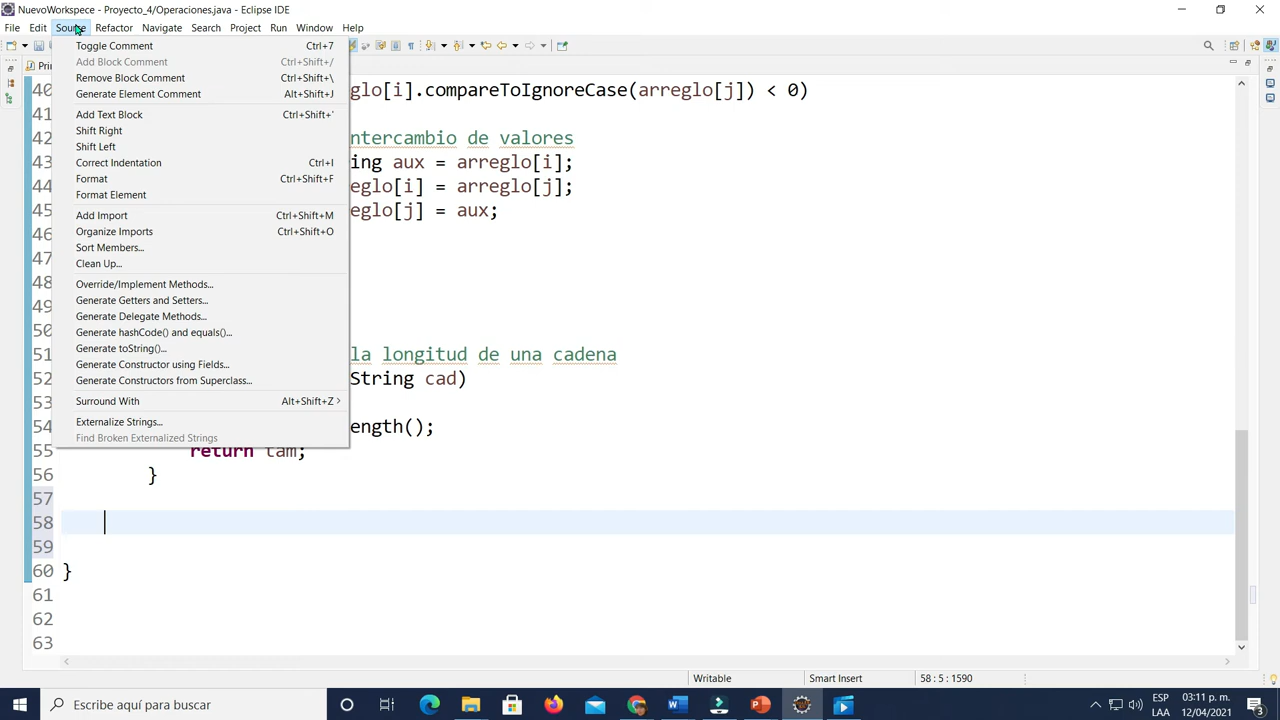 NuevoWorkspece - Proyecto_4/Operaciones.java - Eclipse IDE
File Edit Source Refactor Navigate Search Project Run Window Help
Toggle Comment Ctrl+7
Add Block Comment Ctrl+Shift+/
Remove Block Comment Ctrl+Shift+\
Generate Element Comment Alt+Shift+J
Add Text Block Ctrl+Shift+'
Shift Right
Shift Left
Correct Indentation Ctrl+I
Format Ctrl+Shift+F
Format Element
Add Import Ctrl+Shift+M
Organize Imports Ctrl+Shift+O
Sort Members...
Clean Up...
Override/Implement Methods...
Generate Getters and Setters...
Generate Delegate Methods...
Generate hashCode() and equals()...
Generate toString()...
Generate Constructor using Fields...
Generate Constructors from Superclass...
Surround With Alt+Shift+Z >
Externalize Strings...
Find Broken Externalized Strings
Pri
40 glo[i].compareToIgnoreCase(arreglo[j]) < 0)
41
42 ntercambio de valores
43 ing aux = arreglo[i];
44 eglo[i] = arreglo[j];
45 eglo[j] = aux;
46
47
48
49
50
51 la longitud de una cadena
52 String cad)
53
54 ength();
55 return tam;
56 }
57
58
59
60 }
61
62
63
Writable Smart Insert 58 : 5 : 1590
Escribe aquí para buscar
ESP
LAA
03:11 p. m.
12/04/2021
3